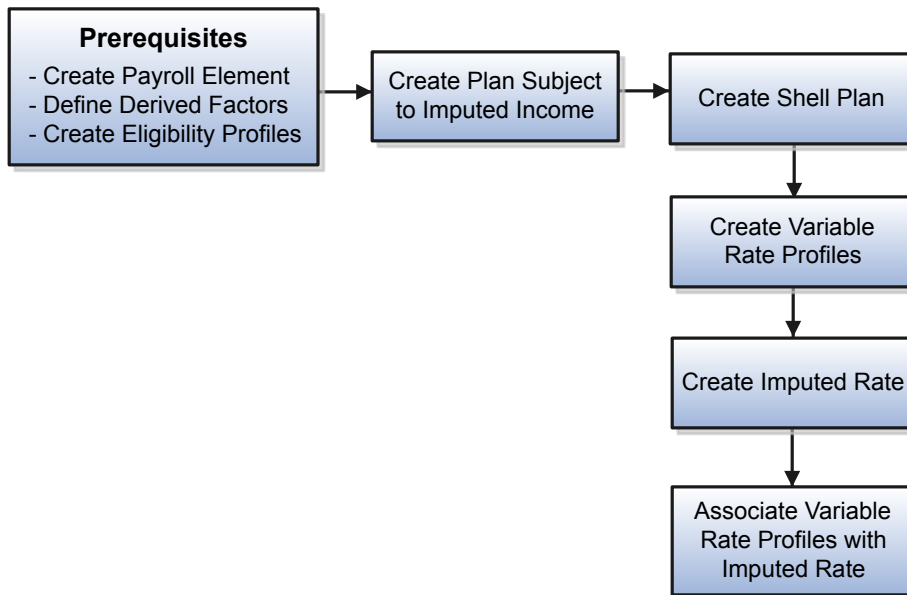 Prerequisites
- Create Payroll Element
- Define Derived Factors
- Create Eligibility Profiles
Create Plan Subject
to Imputed Income
Create Shell Plan
Create Variable
Rate Profiles
Create Imputed Rate
Associate Variable
Rate Profiles with
Imputed Rate